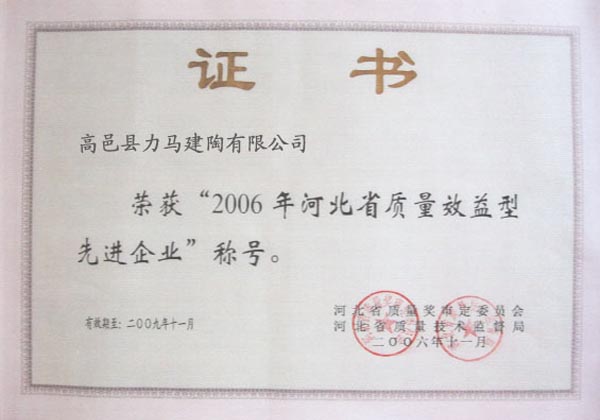 证 书
高邑县力马建陶有限公司
荣获“2006年河北省质量效益型
先进企业”称号。
河北省质量奖审定委员会
有效期至:二〇〇九年十一月
河北省质量技术监督局
二〇〇六年十一月